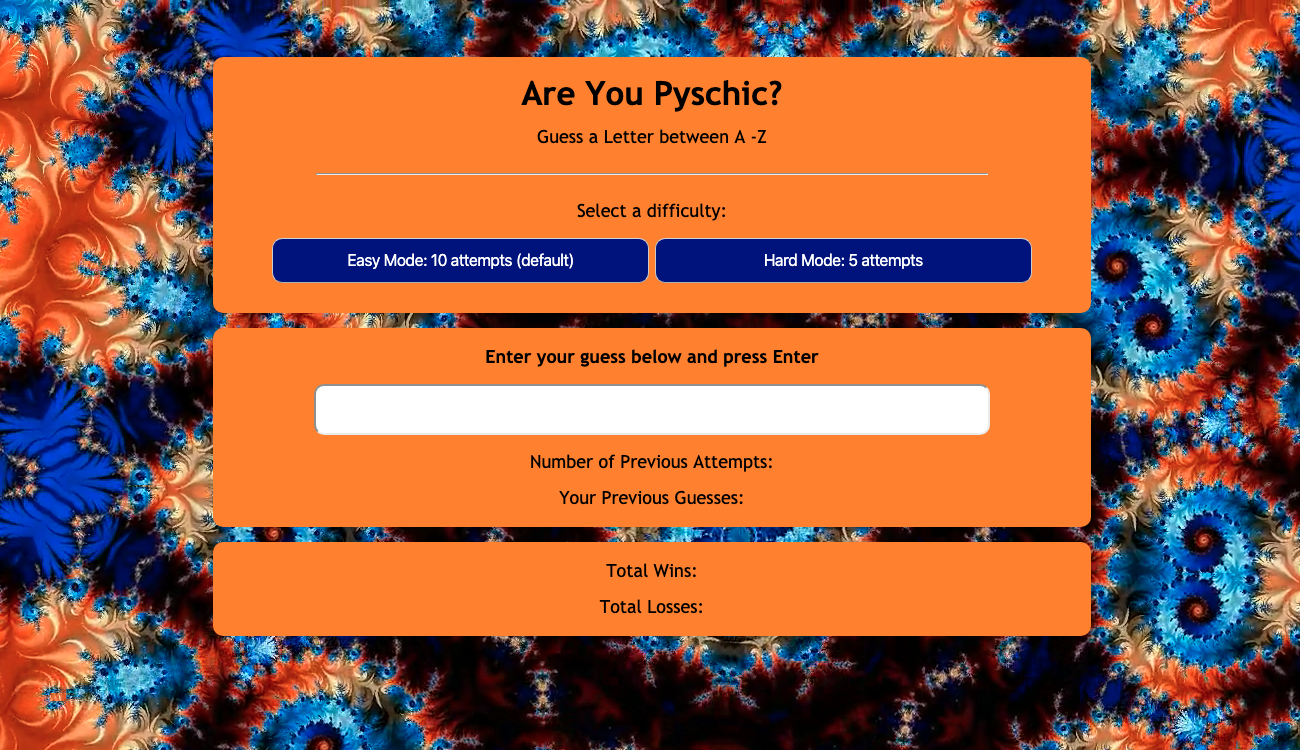 Are You Pyschic?
Guess a Letter between A -Z
Select a difficulty:
Easy Mode: 10 attempts (default)
Hard Mode: 5 attempts
Enter your guess below and press Enter
Number of Previous Attempts:
Your Previous Guesses:
Total Wins:
Total Losses: